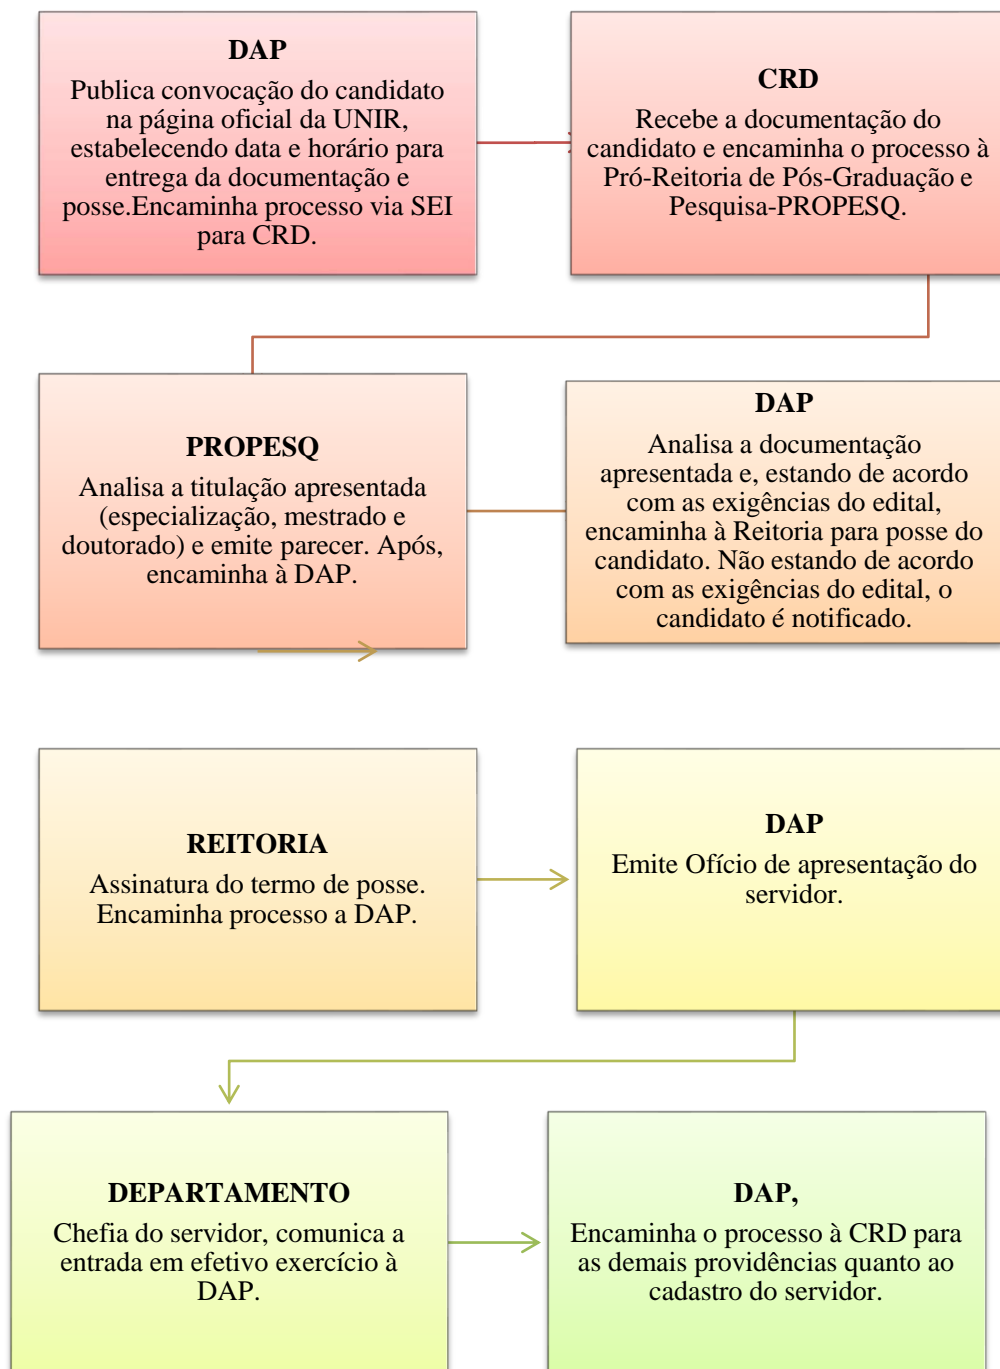 DAP
Publica convocação do candidato
na página oficial da UNIR,
estabelecendo data e horário para
entrega da documentação e
posse.Encaminha processo via SEI
para CRD.
CRD
Recebe a documentação do
candidato e encaminha o processo à
Pró-Reitoria de Pós-Graduação e
Pesquisa-PROPESQ.
PROPESQ
Analisa a titulação apresentada
(especialização, mestrado e
doutorado) e emite parecer. Após,
encaminha à DAP.
DAP
Analisa a documentação
apresentada e, estando de acordo
com as exigências do edital,
encaminha à Reitoria para posse do
candidato. Não estando de acordo
com as exigências do edital, o
candidato é notificado.
REITORIA
Assinatura do termo de posse.
Encaminha processo a DAP.
DAP
Emite Ofício de apresentação do
servidor.
DEPARTAMENTO
Chefia do servidor, comunica a
entrada em efetivo exercício à
DAP.
DAP,
Encaminha o processo à CRD para
as demais providências quanto ao
cadastro do servidor.